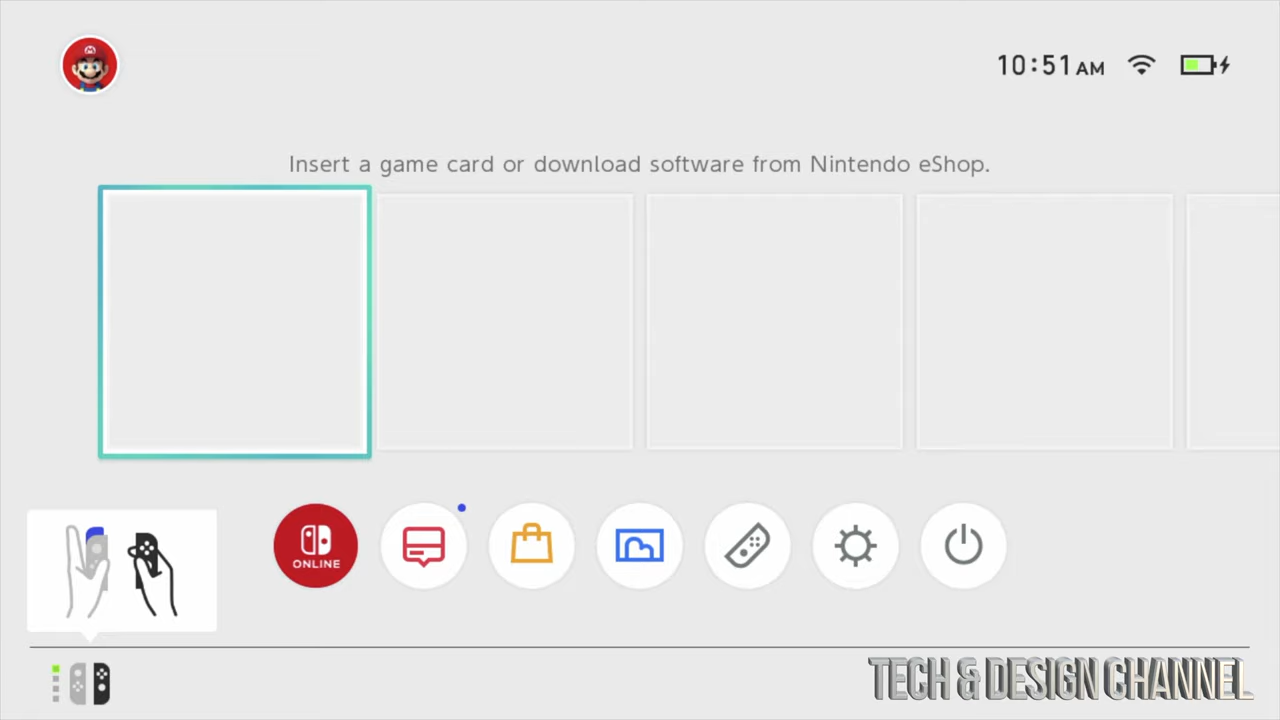 10:51 AM
Insert a game card or download software from Nintendo eShop.
ONLINE
TECH & DESIGN CHANNEL